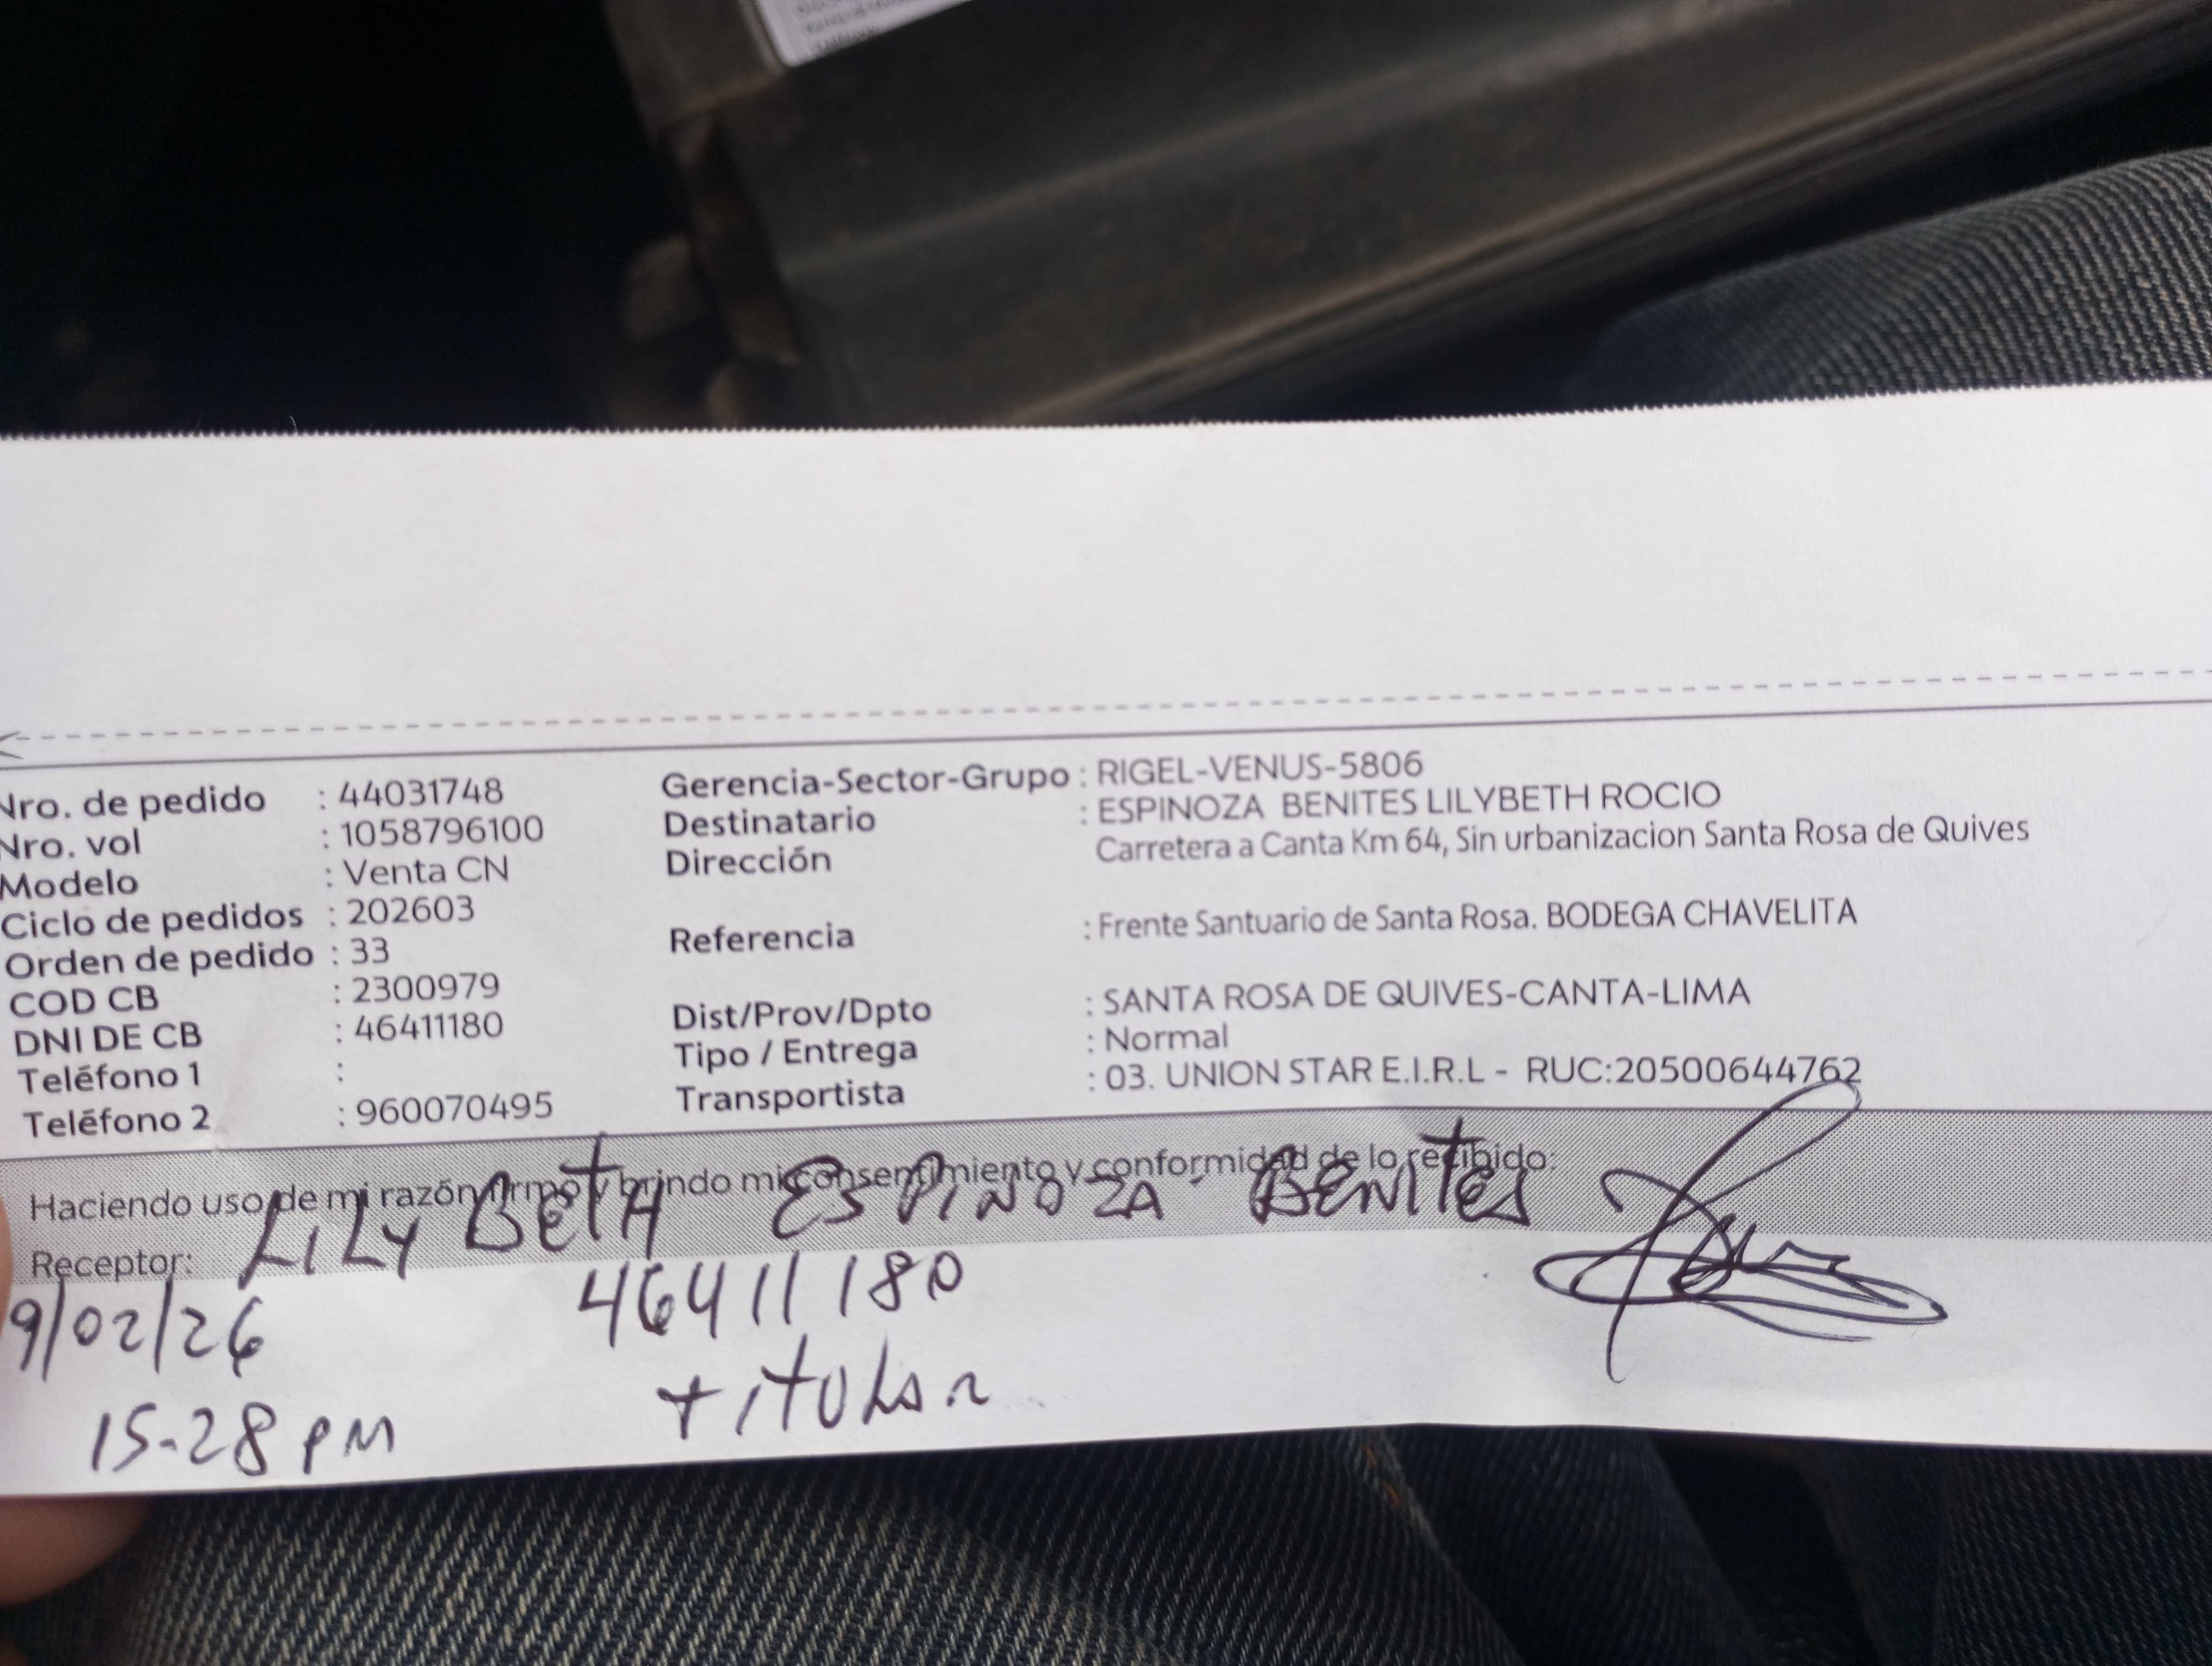 Nro. de pedido : 44031748
Nro. vol : 1058796100
Modelo : Venta CN
Ciclo de pedidos : 202603
Orden de pedido : 33
COD CB : 2300979
DNI DE CB : 46411180
Teléfono 1 :
Teléfono 2 : 960070495
Gerencia-Sector-Grupo : RIGEL-VENUS-5806
Destinatario : ESPINOZA BENITES LILYBETH ROCIO
Dirección Carretera a Canta Km 64, Sin urbanizacion Santa Rosa de Quives
Referencia : Frente Santuario de Santa Rosa. BODEGA CHAVELITA
Dist/Prov/Dpto : SANTA ROSA DE QUIVES-CANTA-LIMA
Tipo / Entrega : Normal
Transportista : 03. UNION STAR E.I.R.L - RUC:20500644762
Haciendo uso de mi razón firmo y brindo mi consentimiento y conformidad de lo recibido:
Receptor: LILY BETH ESPINOZA BENITES
9/02/26 46411180
15-28 PM TITULAR